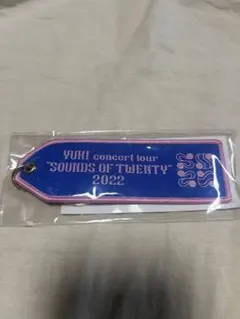 YUKI concert tour
"SOUNDS OF TWENTY"
2022